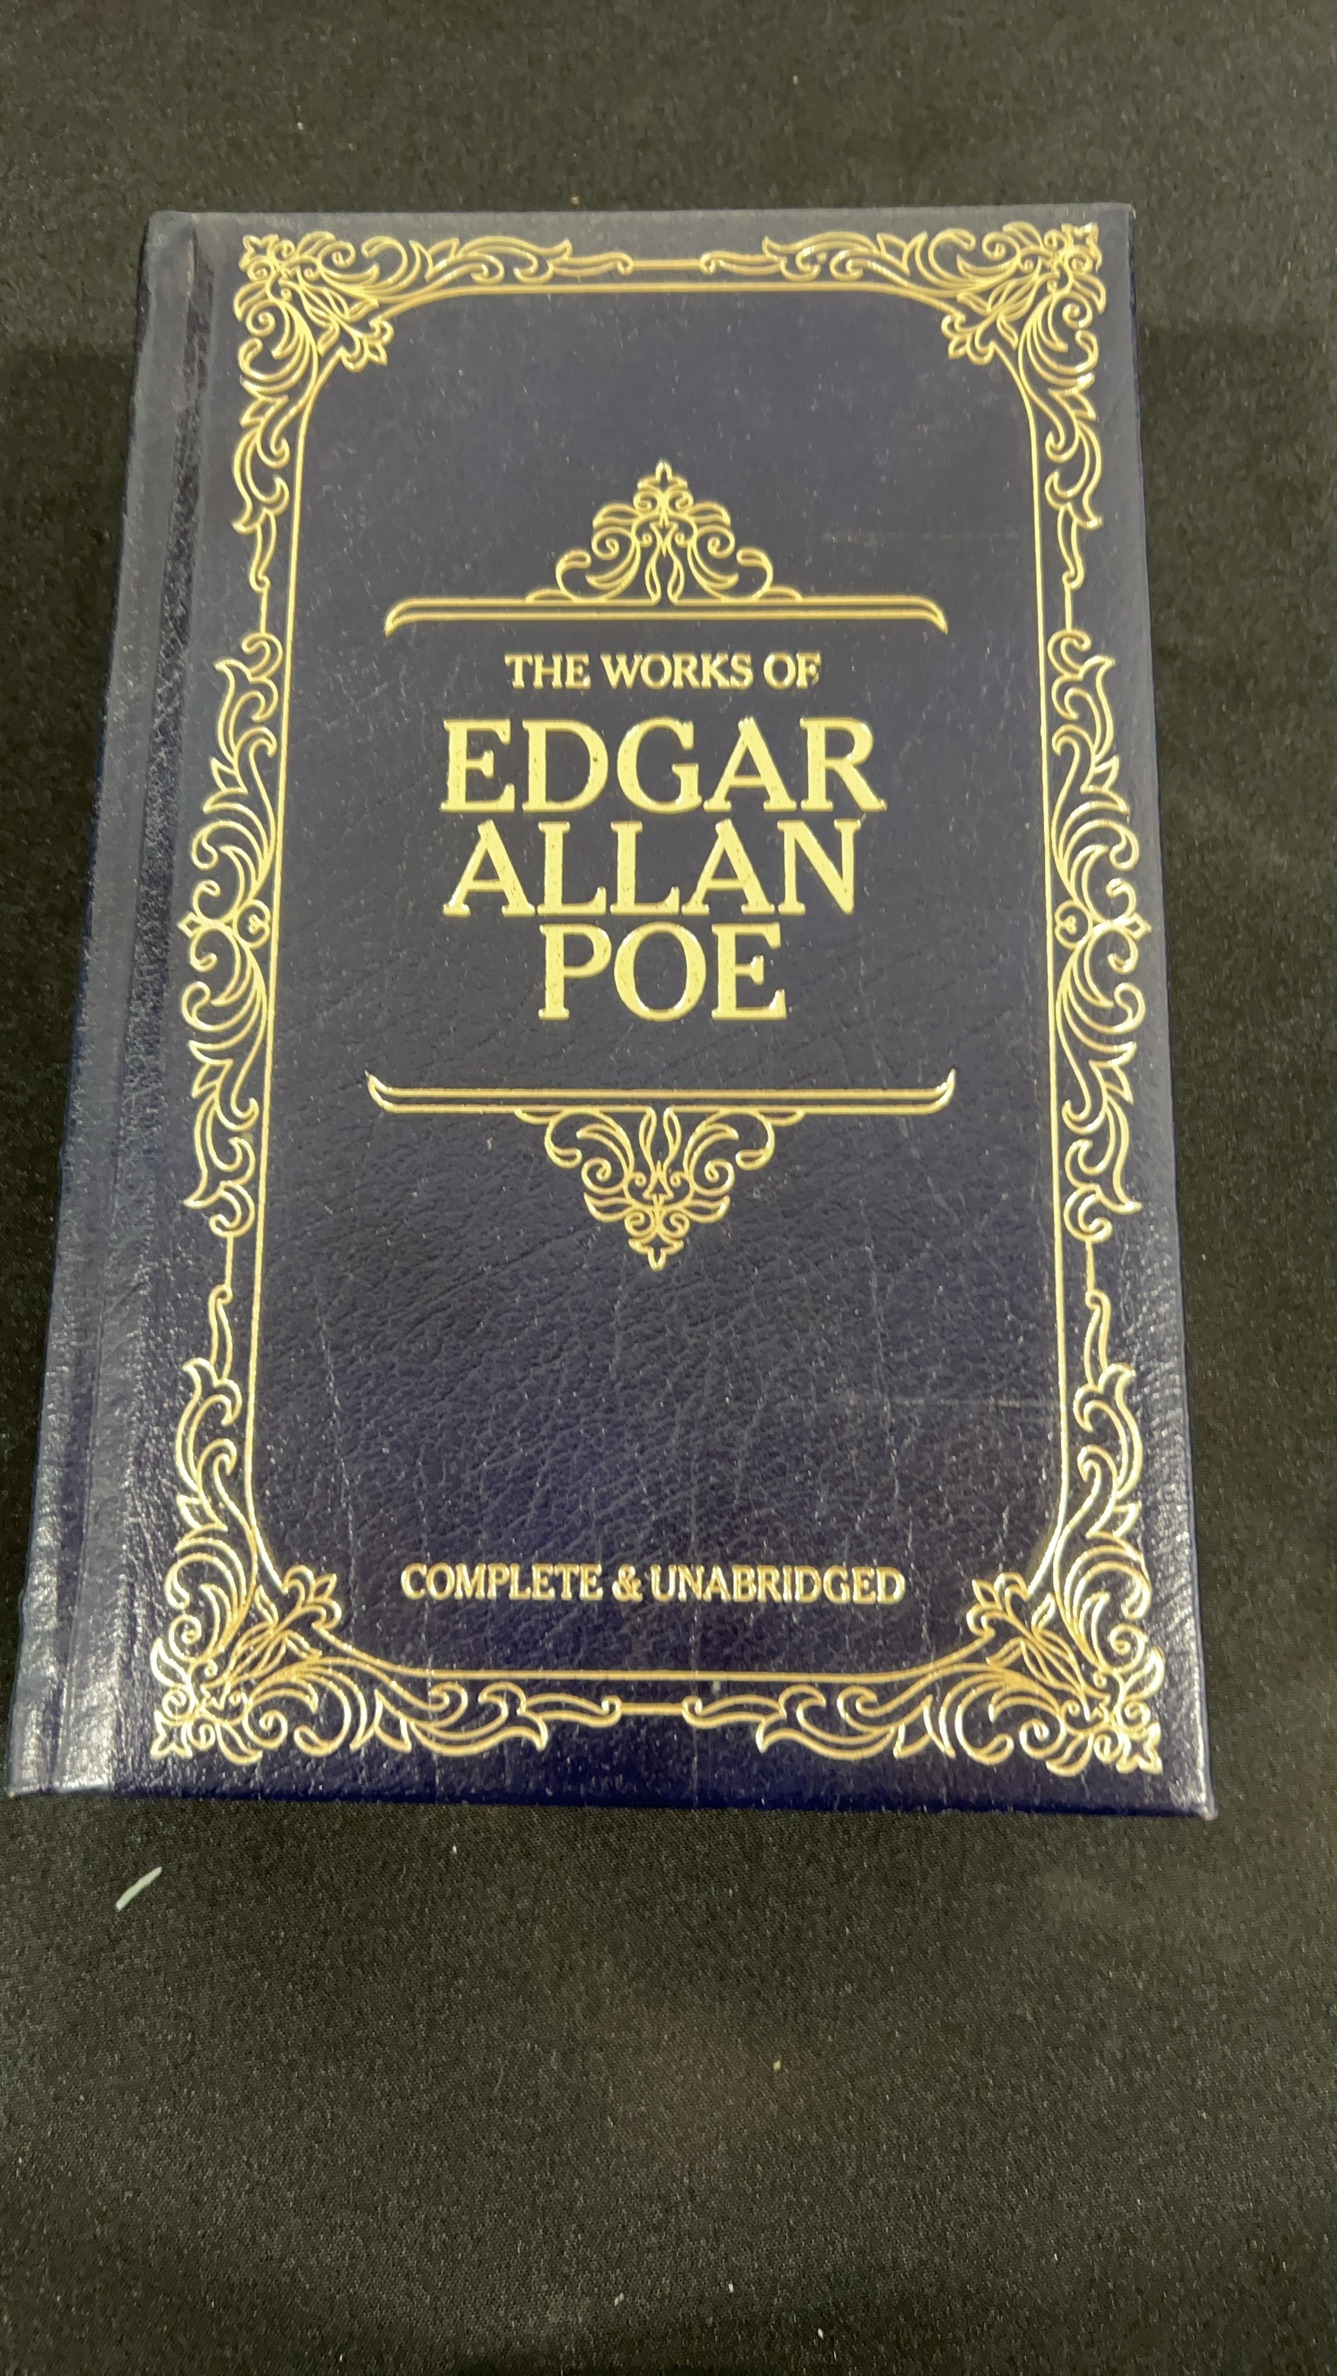 THE WORKS OF
EDGAR
ALLAN
POE
COMPLETE & UNABRIDGED